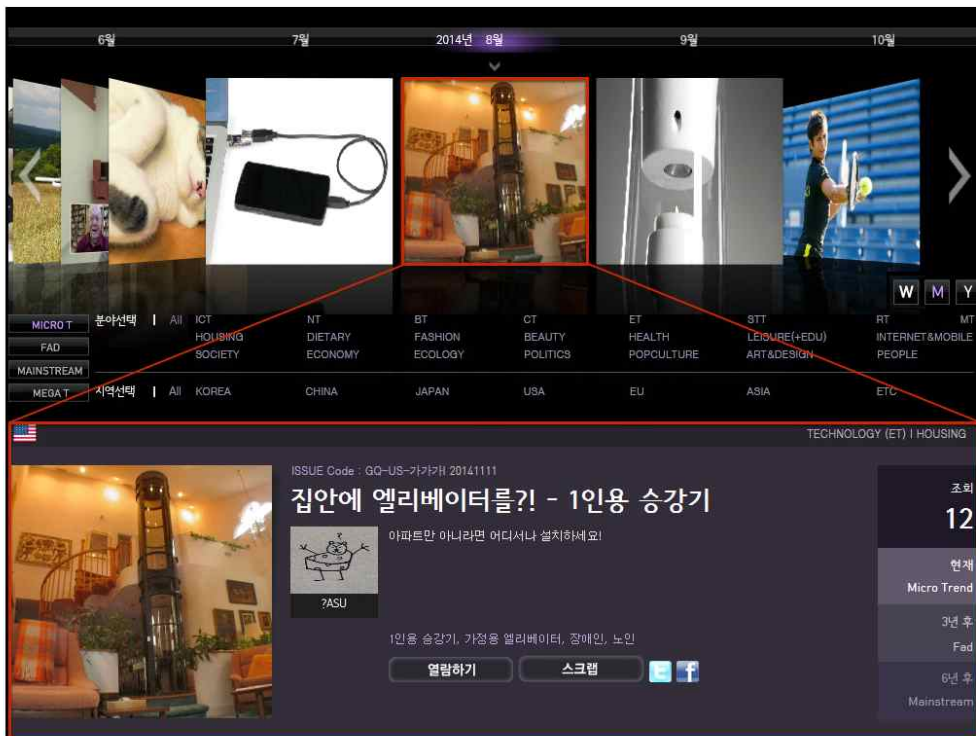 6월 7월 2014년 8월 9월 10월
W M Y
MICRO T
FAD
MAINSTREAM
MEGA T
분야선택 | All ICT NT BT CT ET STT RT MT
HOUSING DIETARY FASHION BEAUTY HEALTH LEISURE(+EDU) INTERNET&MOBILE
SOCIETY ECONOMY ECOLOGY POLITICS POPCULTURE ART&DESIGN PEOPLE
지역선택 | All KOREA CHINA JAPAN USA EU ASIA ETC
TECHNOLOGY (ET) I HOUSING
ISSUE Code : GQ-US-가가가| 20141111
집안에 엘리베이터를?! - 1인용 승강기
아파트만 아니라면 어디서나 설치하세요!
?ASU
1인용 승강기, 가정용 엘리베이터, 장애인, 노인
열람하기 스크랩
조회
12
현재
Micro Trend
3년 후
Fad
6년 후
Mainstream